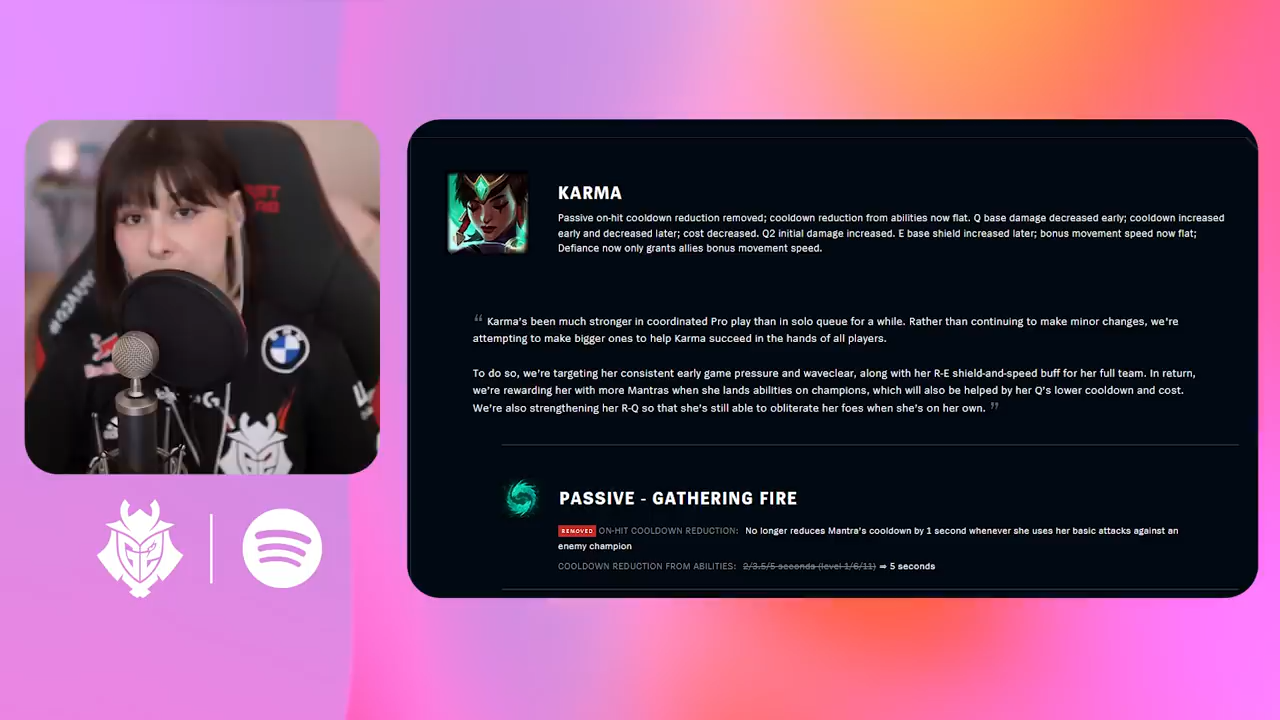 #G2ARMY
KARMA
Passive on-hit cooldown reduction removed; cooldown reduction from abilities now flat. Q base damage decreased early; cooldown increased
early and decreased later; cost decreased. Q2 initial damage increased. E base shield increased later; bonus movement speed now flat;
Defiance now only grants allies bonus movement speed.
“ Karma's been much stronger in coordinated Pro play than in solo queue for a while. Rather than continuing to make minor changes, we're
attempting to make bigger ones to help Karma succeed in the hands of all players.
To do so, we're targeting her consistent early game pressure and waveclear, along with her R-E shield-and-speed buff for her full team. In return,
we're rewarding her with more Mantras when she lands abilities on champions, which will also be helped by her Q's lower cooldown and cost.
We're also strengthening her R-Q so that she's still able to obliterate her foes when she's on her own. ”
PASSIVE - GATHERING FIRE
REMOVED ON-HIT COOLDOWN REDUCTION: No longer reduces Mantra's cooldown by 1 second whenever she uses her basic attacks against an
enemy champion
COOLDOWN REDUCTION FROM ABILITIES: 2/3.5/5 seconds (level 1/6/11) ⇒ 5 seconds